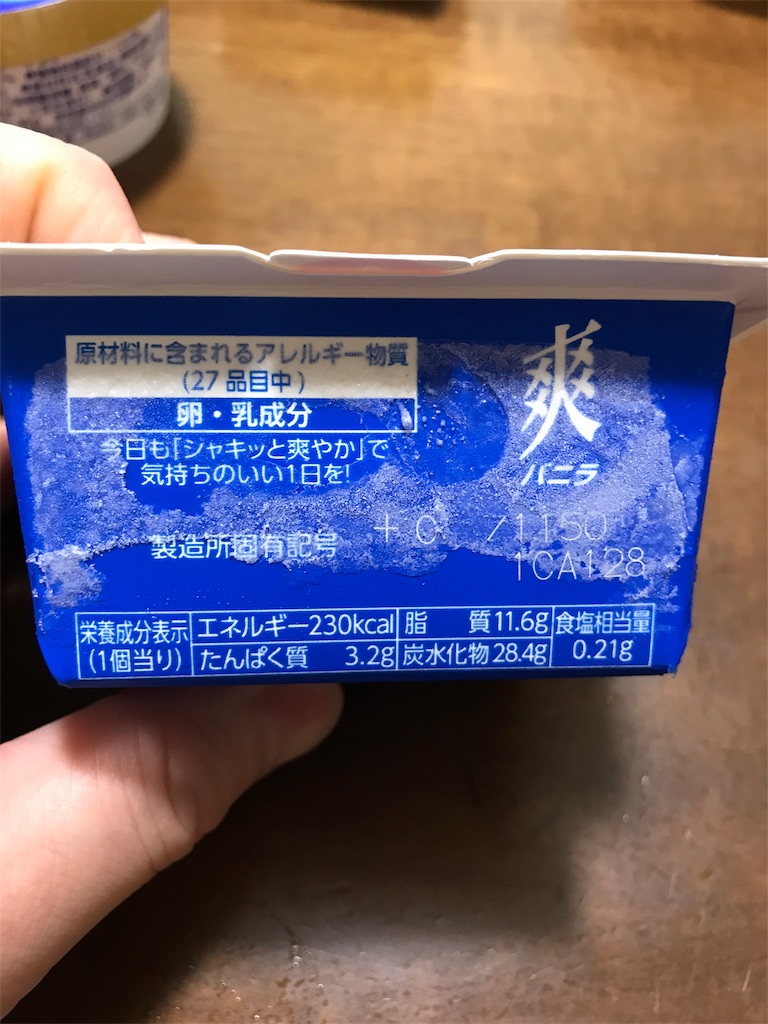 原材料に含まれるアレルギー物質
(27品目中)
卵・乳成分
今日も「シャキッと爽やか」で
気持ちのいい1日を!
爽
バニラ
製造所固有記号
+C /1150
1CA128
栄養成分表示
(1個当り)
エネルギー230kcal
たんぱく質 3.2g
脂 質11.6g
炭水化物28.4g
食塩相当量
0.21g